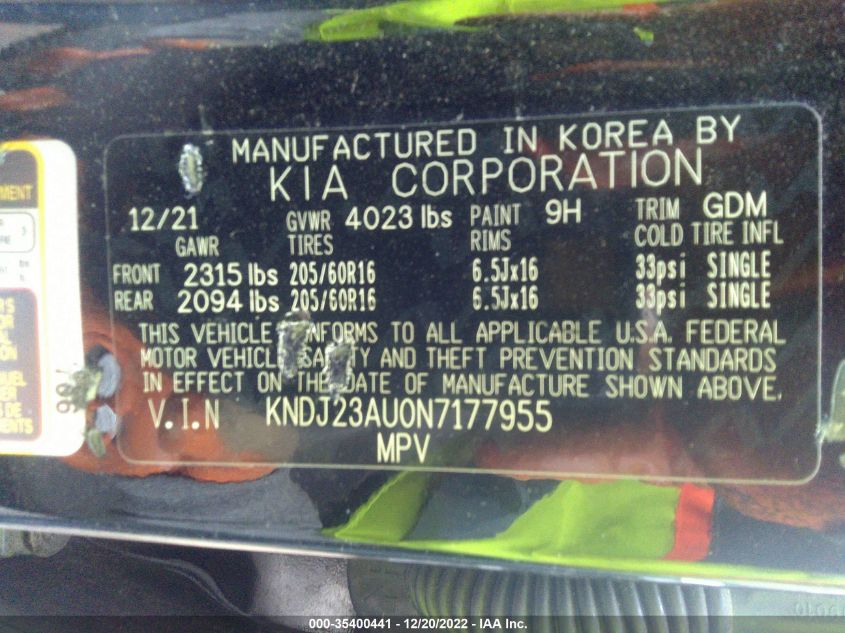 MANUFACTURED IN KOREA BY
KIA CORPORATION
12/21 GVWR 4023 lbs PAINT 9H TRIM GDM
GAWR TIRES RIMS COLD TIRE INFL
FRONT 2315 lbs 205/60R16 6.5Jx16 33psi SINGLE
REAR 2094 lbs 205/60R16 6.5Jx16 33psi SINGLE
THIS VEHICLE TO ALL APPLICABLE U.S.A. FEDERAL
MOTOR VEHICLE SAFETY AND THEFT PREVENTION STANDARDS
IN EFFECT ON THE DATE OF MANUFACTURE SHOWN ABOVE.
V.I.N KNDJ23AU0N7177955
MPV
000-35400441 - 12/20/2022 - IAA Inc.